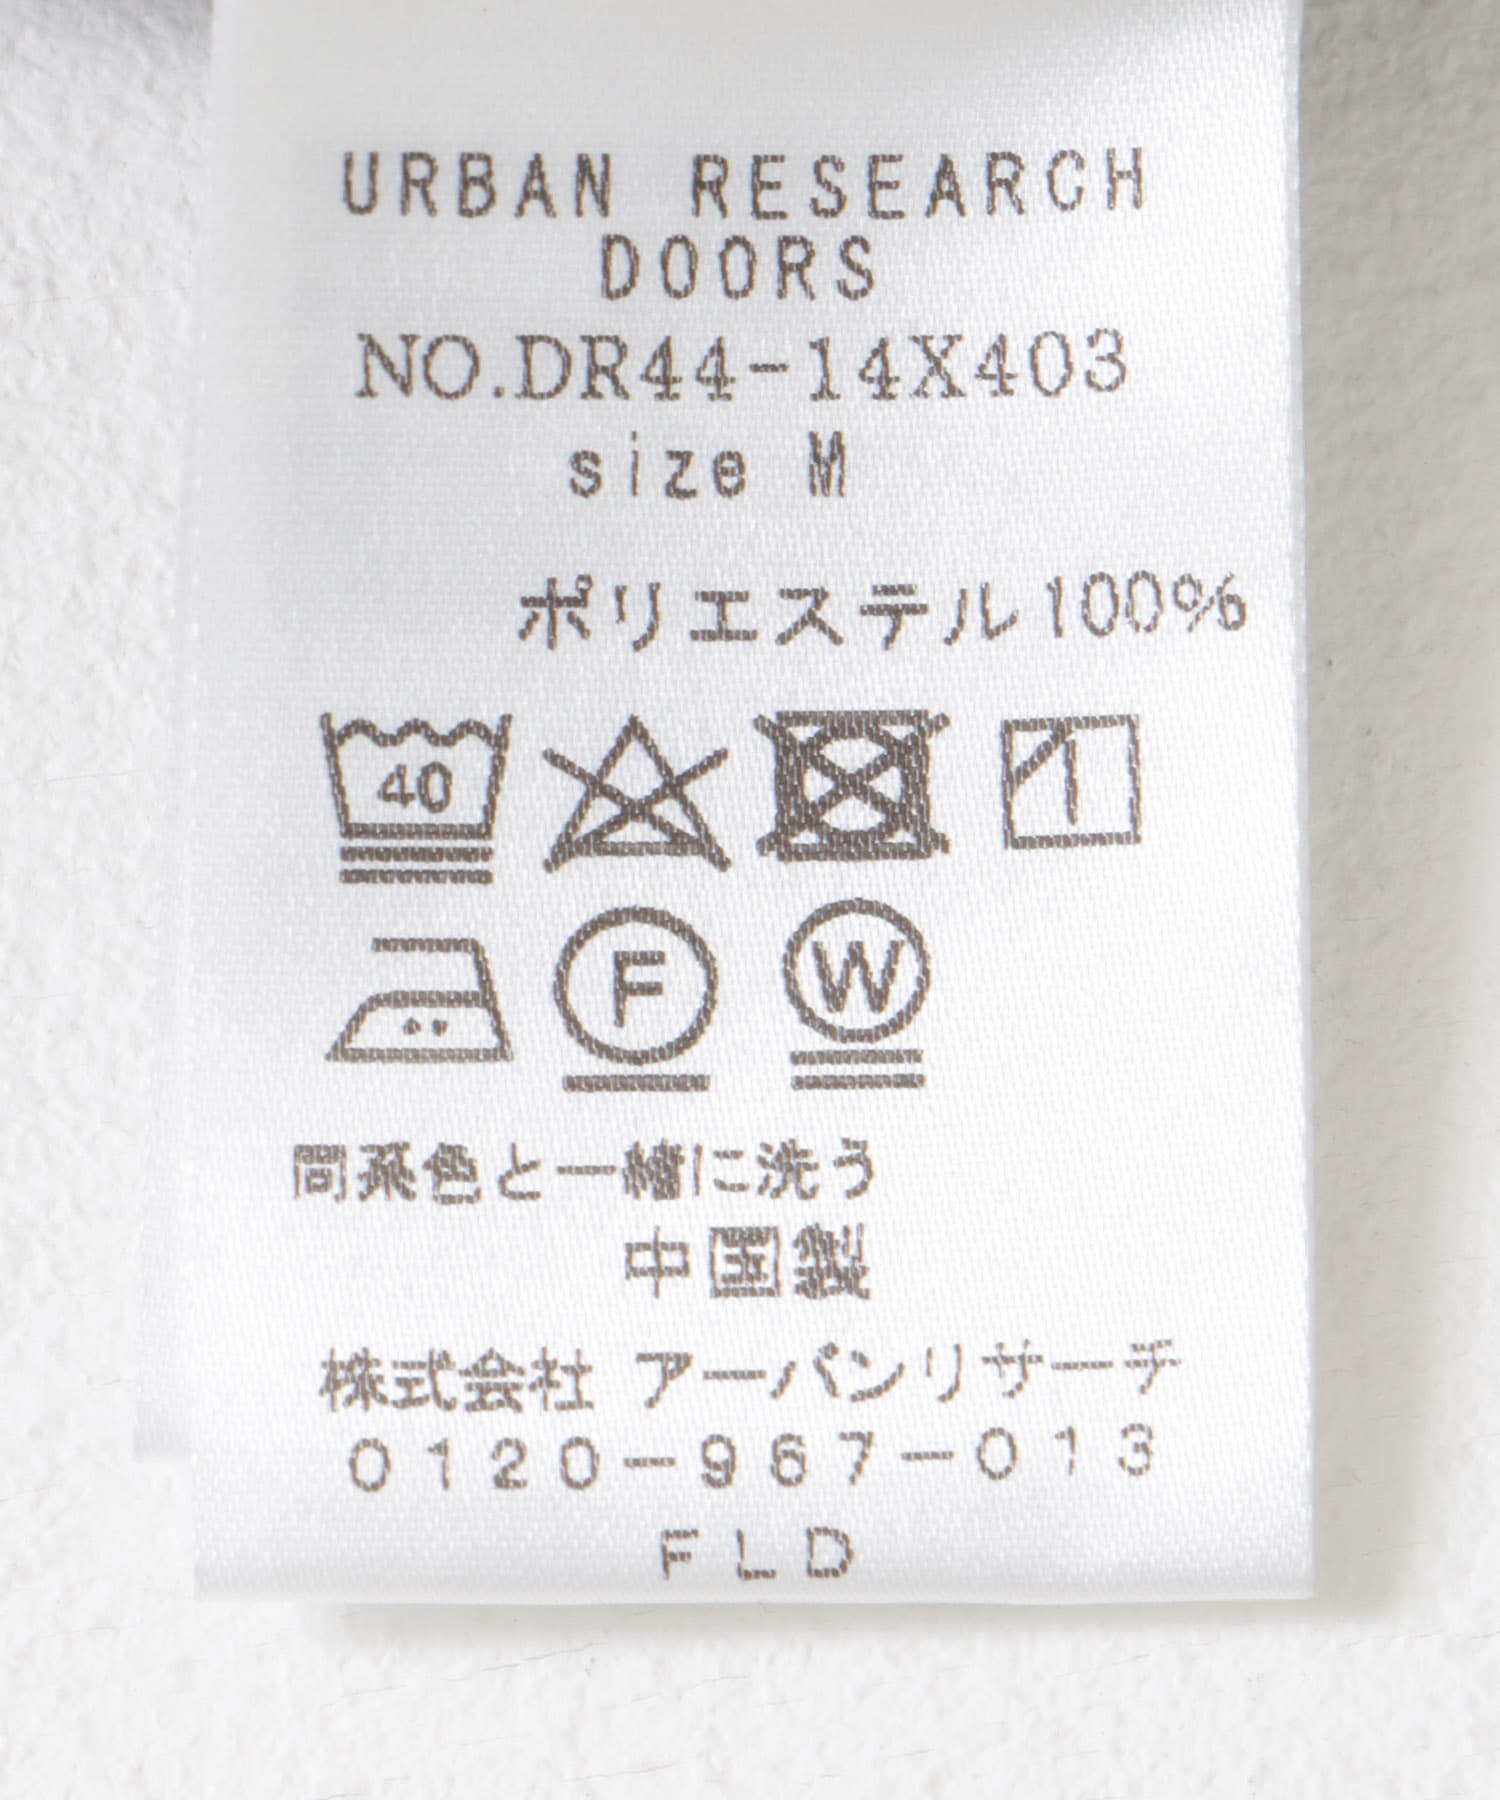 URBAN RESEARCH
DOORS
NO.DR44-14X403
size M
ポリエステル100%
40
F
W
同系色と一緒に洗う
中国製
株式会社 アーバンリサーチ
0120-967-013
FLD